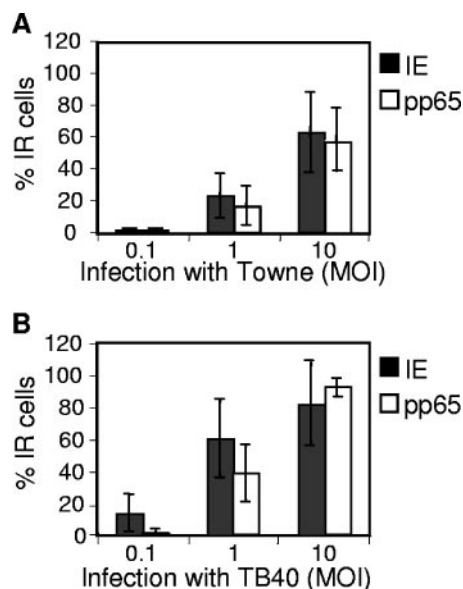 A
120
100
80
60
40
20
0
% IR cells
IE
pp65
0.1 1 10
Infection with Towne (MOI)
B
120
100
80
60
40
20
0
% IR cells
IE
pp65
0.1 1 10
Infection with TB40 (MOI)